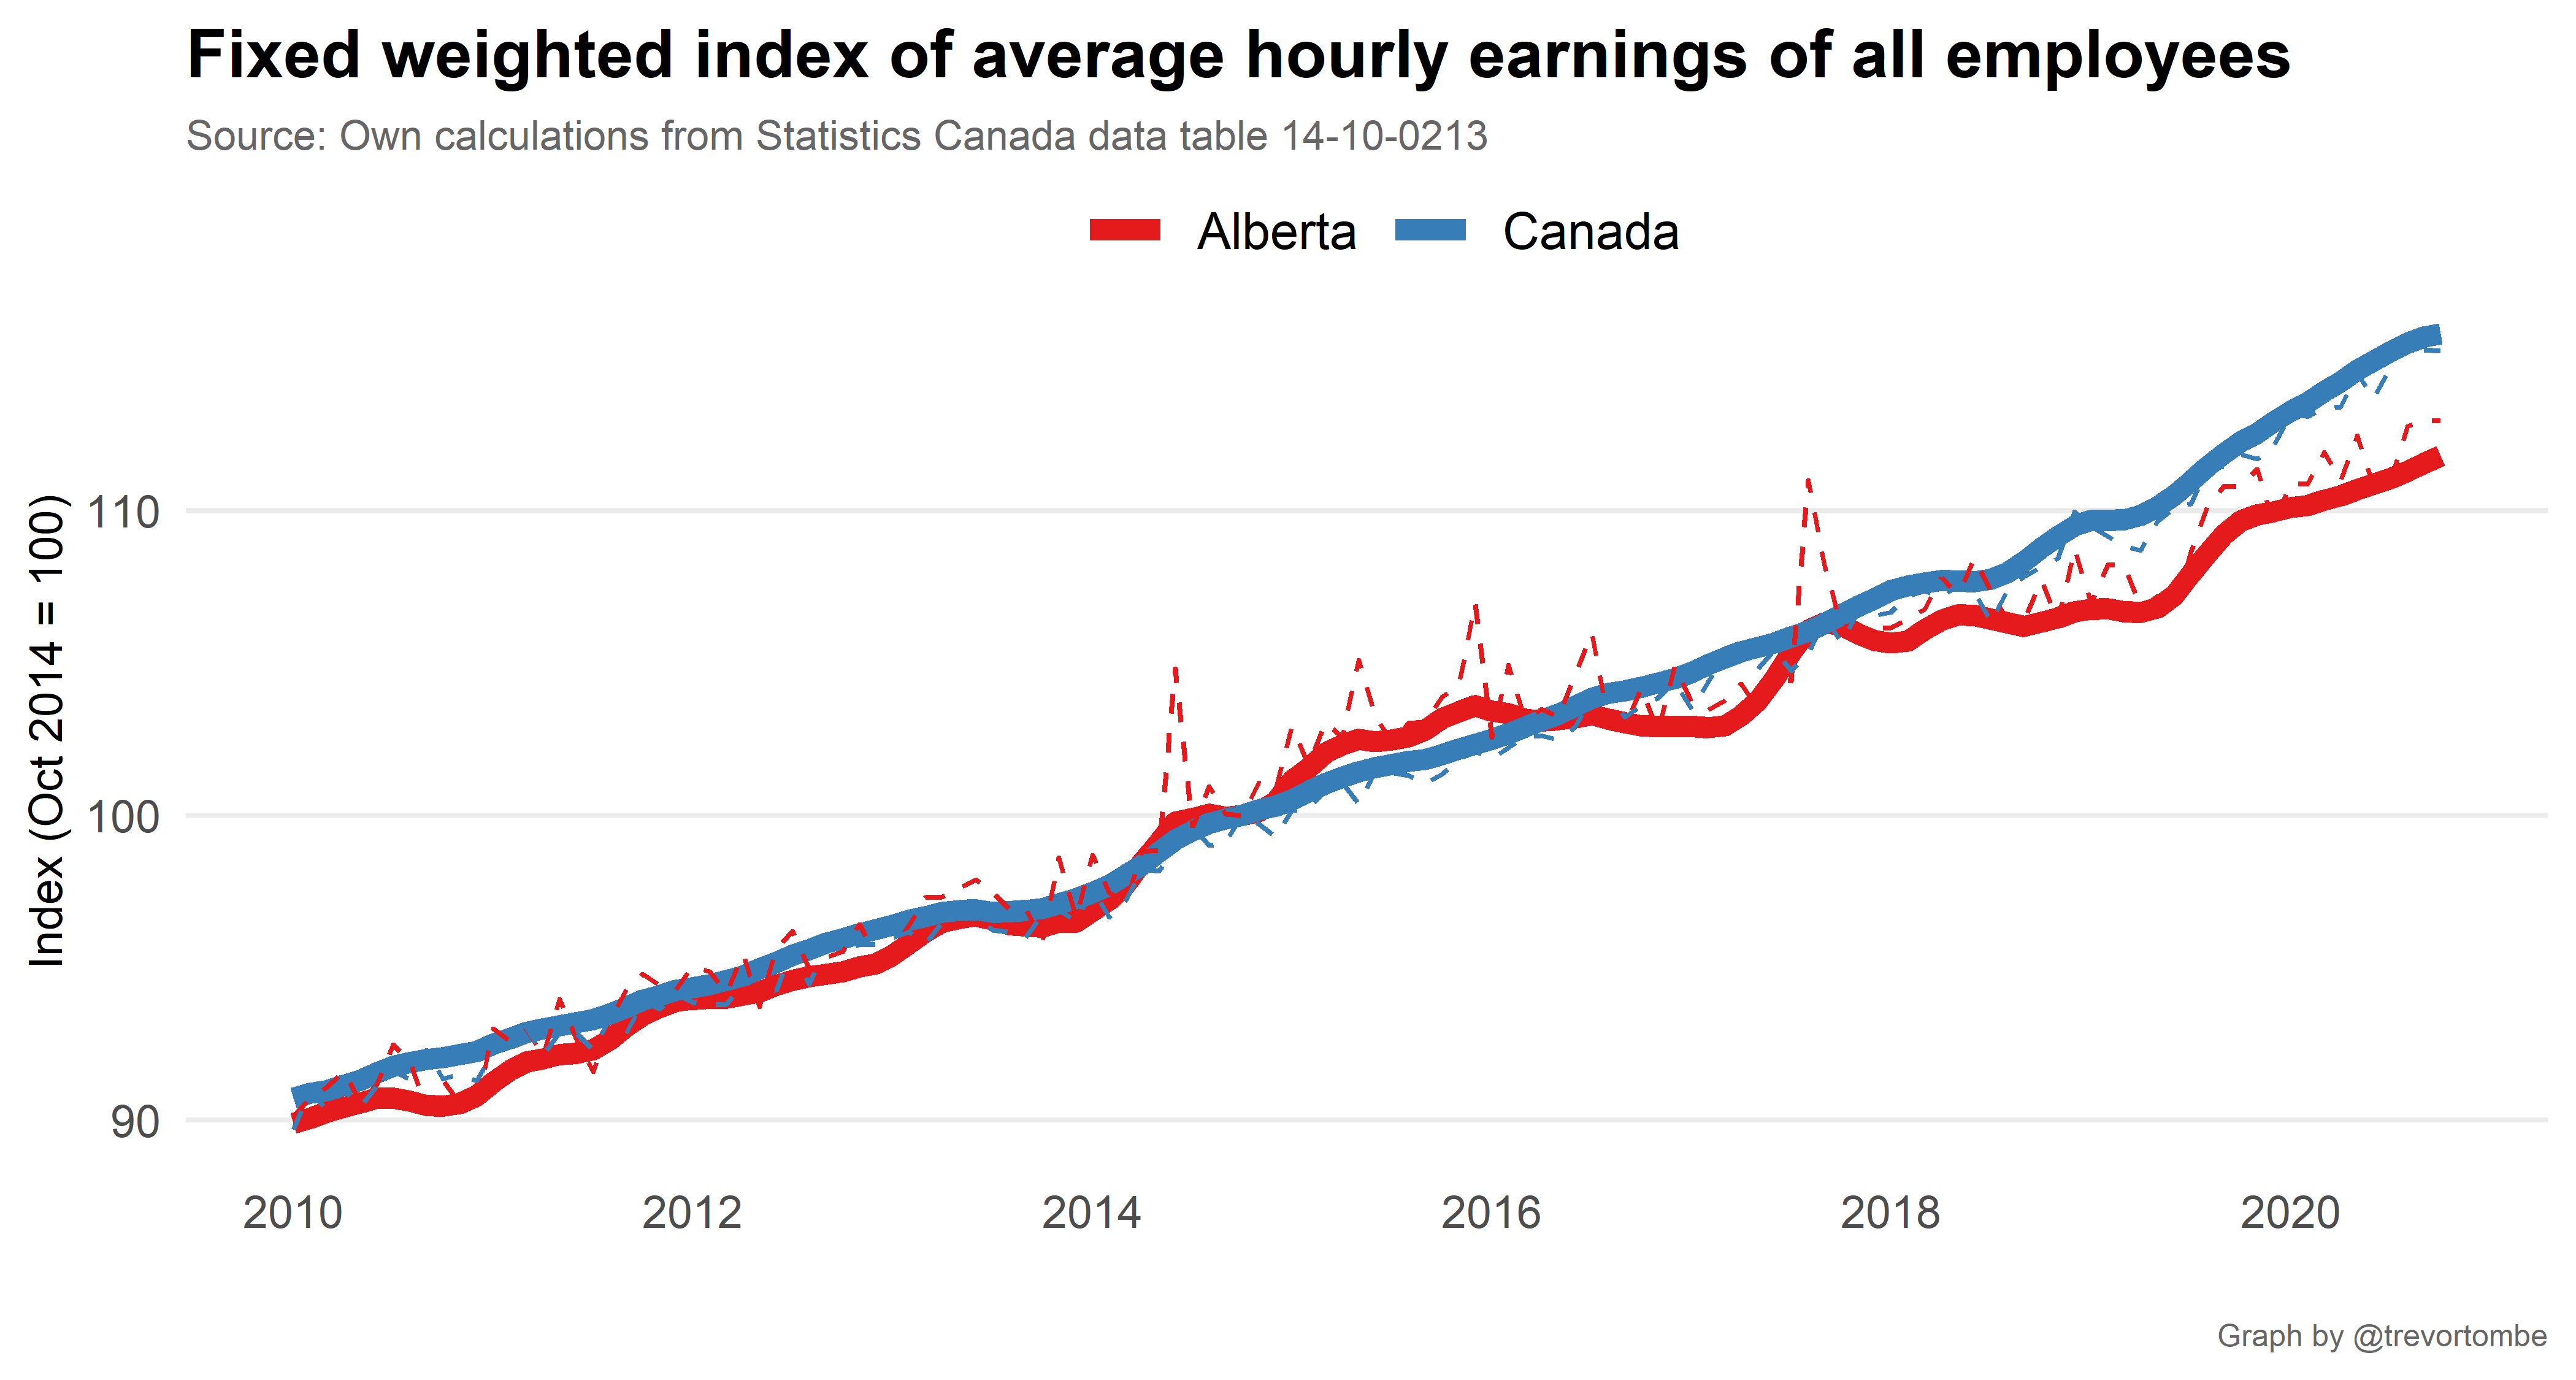 Fixed weighted index of average hourly earnings of all employees
Source: Own calculations from Statistics Canada data table 14-10-0213
Alberta Canada
Index (Oct 2014 = 100)
110
100
90
2010 2012 2014 2016 2018 2020
Graph by @trevortombe